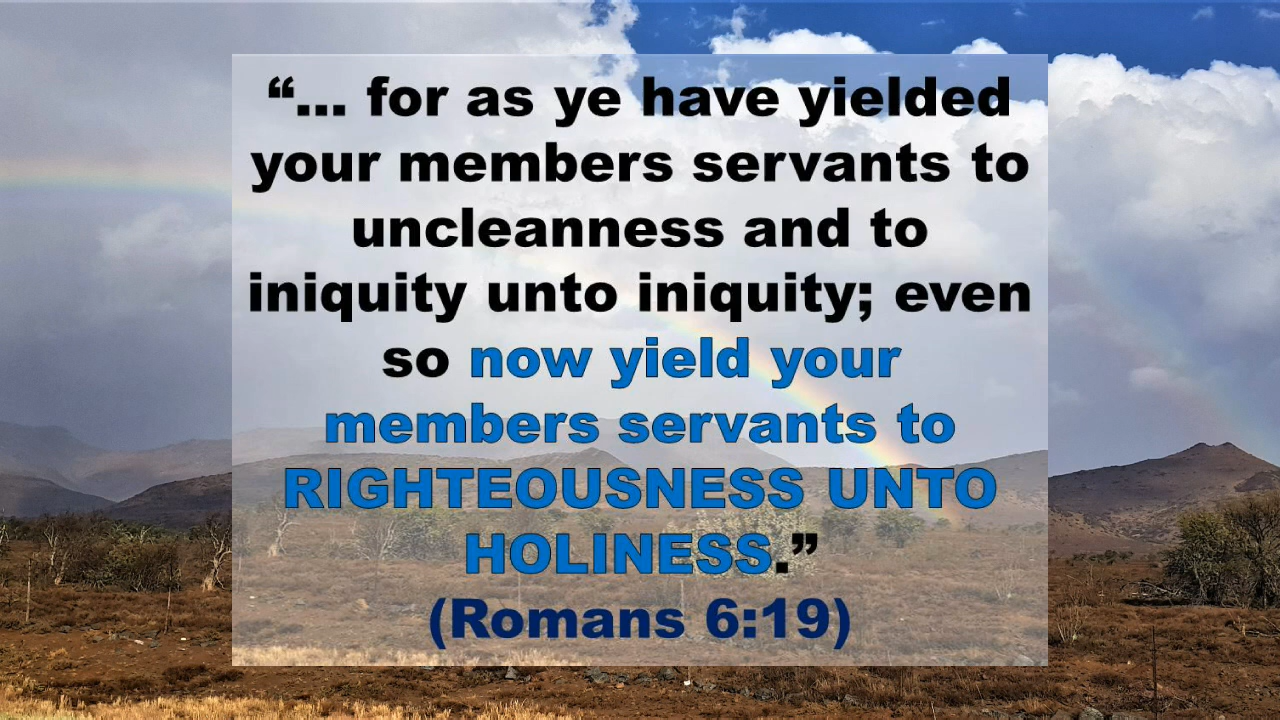 “... for as ye have yielded
your members servants to
uncleanness and to
iniquity unto iniquity; even
so now yield your
members servants to
RIGHTEOUSNESS UNTO
HOLINESS.”
(Romans 6:19)